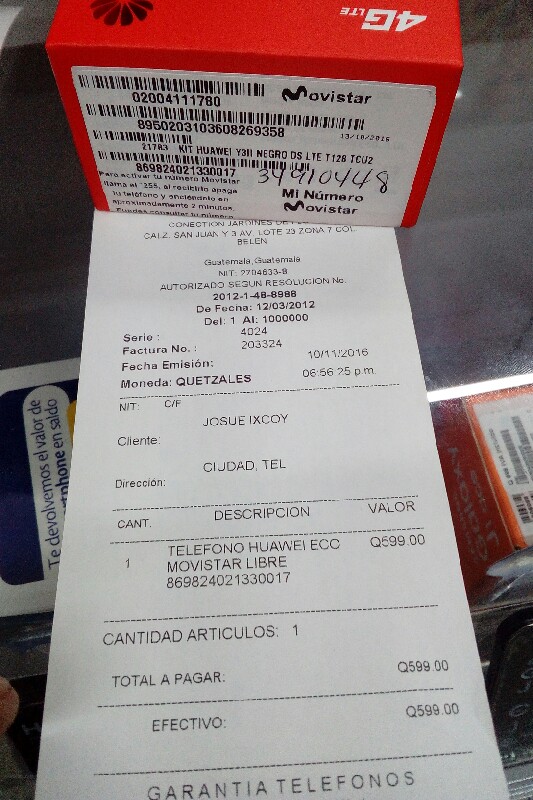 4G LTE
Movistar
02004111780
8950203103608269358
13/10/2016
21783 KIT HUAWEI Y3II NEGRO DS LTE T128 TCU2
869824021330017
34910448
Para activar tu número Movistar
llama al *255, al recibirlo apaga
tu teléfono y enciéndelo en
aproximadamente 2 minutos.
Puedes consultar tu número
Mi Número
Movistar
CONECTION JARDINES DE
CALZ. SAN JUAN Y 3 AV. LOTE 23 ZONA 7 COL.
BELEN
Guatemala,Guatemala
NIT: 2704633-8
AUTORIZADO SEGUN RESOLUCION No.
2012-1-48-8988
De Fecha: 12/03/2012
Del: 1 Al: 1000000
Serie : 4024
Factura No. : 203324
Fecha Emisión: 10/11/2016
Moneda: QUETZALES 06:56:25 p.m.
NIT: C/F
JOSUE IXCOY
Cliente:
CIUDAD, TEL
Dirección:
CANT. DESCRIPCION VALOR
1 TELEFONO HUAWEI ECC Q599.00
MOVISTAR LIBRE
869824021330017
CANTIDAD ARTICULOS: 1
TOTAL A PAGAR: Q599.00
EFECTIVO: Q599.00
GARANTIA TELEFONOS
Te devolvemos el valor de
phone en saldo